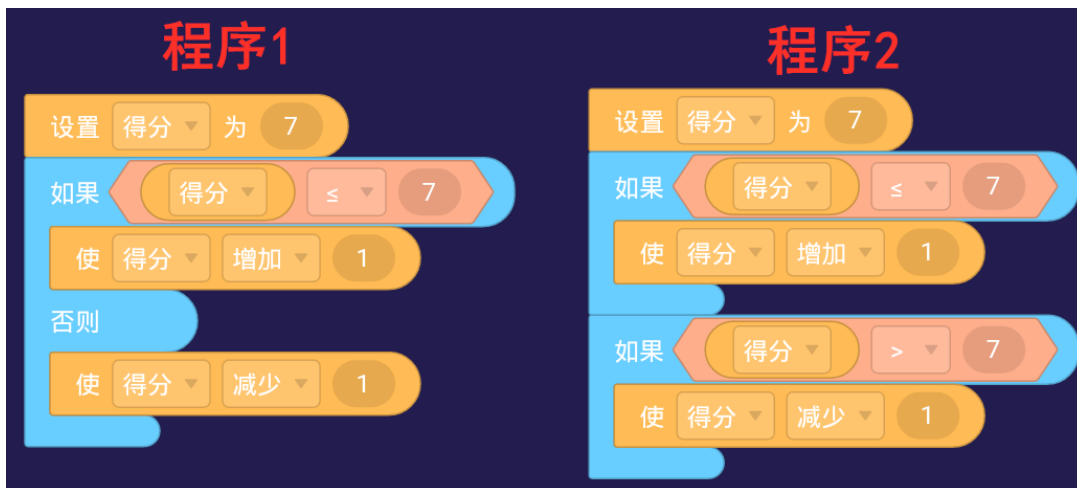 程序1
设置 得分 为 7
如果 得分 ≤ 7
使 得分 增加 1
否则
使 得分 减少 1
程序2
设置 得分 为 7
如果 得分 ≤ 7
使 得分 增加 1
如果 得分 > 7
使 得分 减少 1